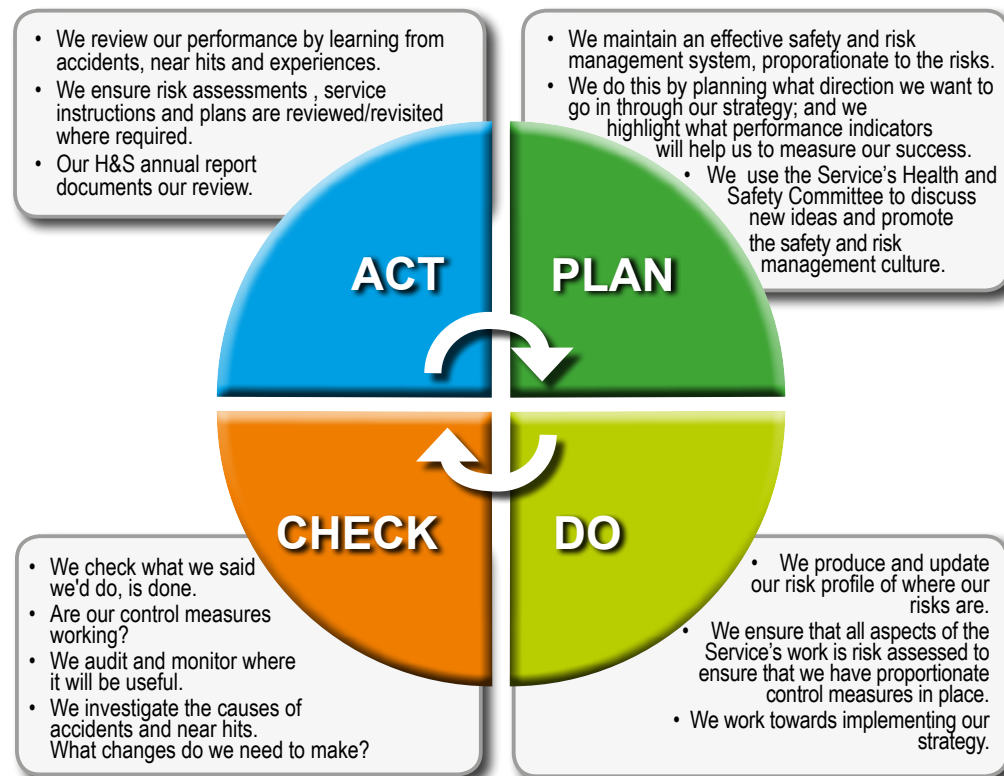 • We review our performance by learning from
accidents, near hits and experiences.
• We ensure risk assessments , service
instructions and plans are reviewed/revisited
where required.
• Our H&S annual report
documents our review.
• We maintain an effective safety and risk
management system, proporationate to the risks.
• We do this by planning what direction we want to
go in through our strategy; and we
highlight what performance indicators
will help us to measure our success.
• We use the Service's Health and
Safety Committee to discuss
new ideas and promote
the safety and risk
management culture.
ACT
PLAN
CHECK
DO
• We check what we said
we'd do, is done.
• Are our control measures
working?
• We audit and monitor where
it will be useful.
• We investigate the causes of
accidents and near hits.
What changes do we need to make?
• We produce and update
our risk profile of where our
risks are.
• We ensure that all aspects of the
Service's work is risk assessed to
ensure that we have proportionate
control measures in place.
• We work towards implementing our
strategy.